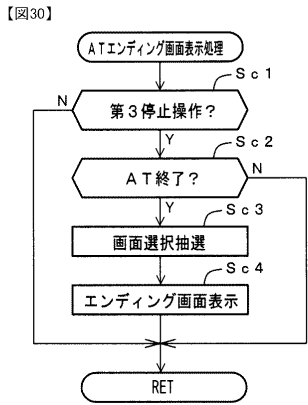 【図30】
ATエンディング画面表示処理
Sc1
第3停止操作?
N
Y
Sc2
AT終了?
N
Y
Sc3
画面選択抽選
Sc4
エンディング画面表示
RET